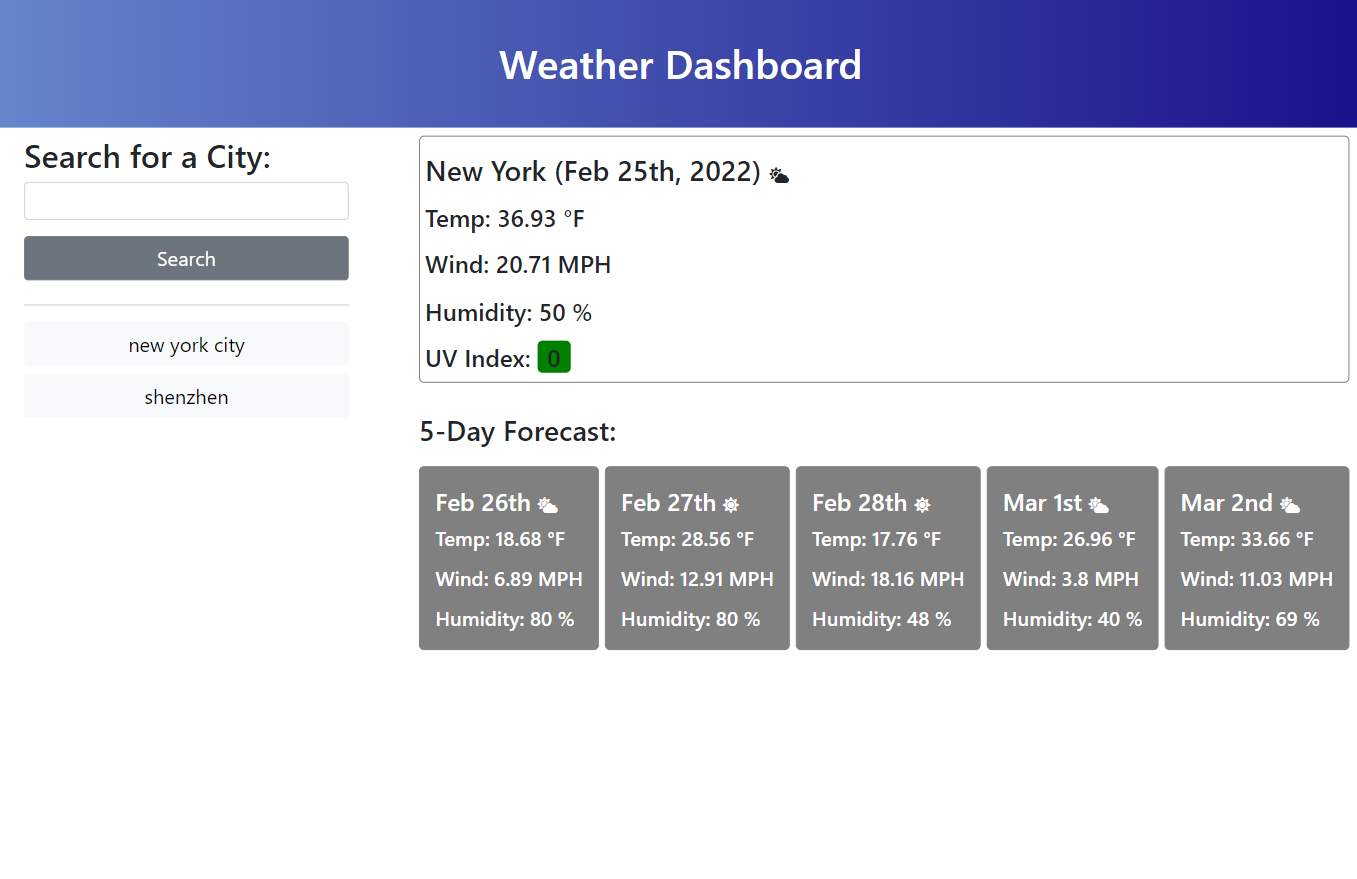 Weather Dashboard
Search for a City:
Search
new york city
shenzhen
New York (Feb 25th, 2022)
Temp: 36.93 °F
Wind: 20.71 MPH
Humidity: 50 %
UV Index: 0
5-Day Forecast:
Feb 26th
Temp: 18.68 °F
Wind: 6.89 MPH
Humidity: 80 %
Feb 27th
Temp: 28.56 °F
Wind: 12.91 MPH
Humidity: 80 %
Feb 28th
Temp: 17.76 °F
Wind: 18.16 MPH
Humidity: 48 %
Mar 1st
Temp: 26.96 °F
Wind: 3.8 MPH
Humidity: 40 %
Mar 2nd
Temp: 33.66 °F
Wind: 11.03 MPH
Humidity: 69 %